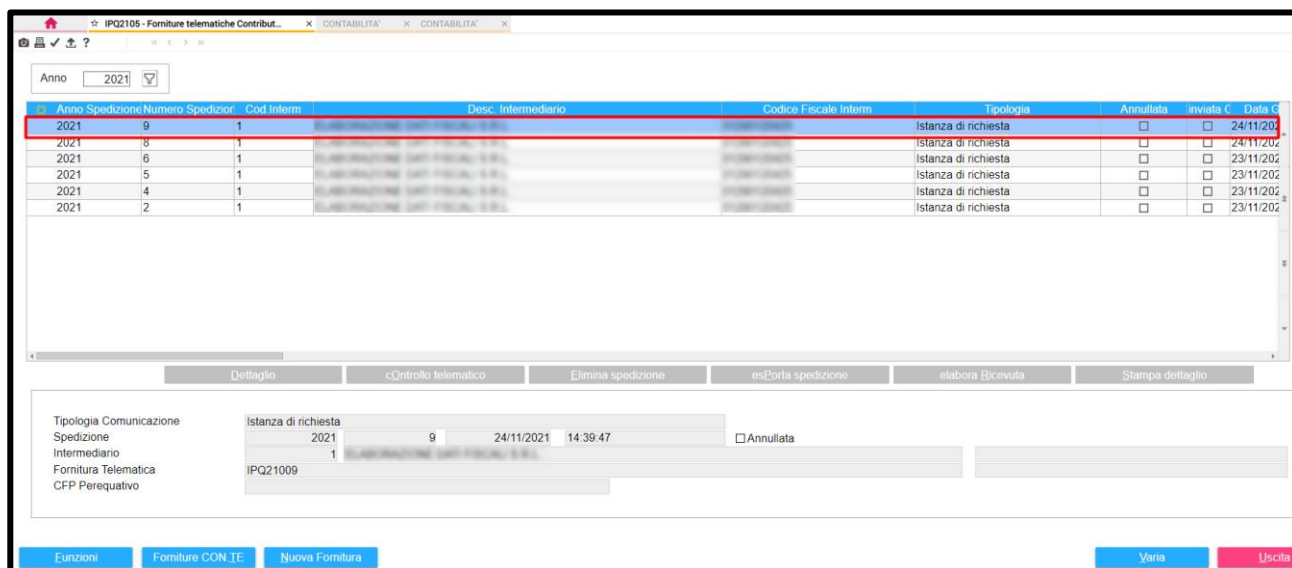 IPQ2105 - Forniture telematiche Contribut... × CONTABILITA' × CONTABILITA' ×
?
Anno 2021
Anno Spedizione Numero Spedizion Cod Interm Desc. Intermediario Codice Fiscale Interm Tipologia Annullata inviata C Data G
2021 9 1 Istanza di richiesta 24/11/202
2021 8 1 Istanza di richiesta 24/11/202
2021 6 1 Istanza di richiesta 23/11/202
2021 5 1 Istanza di richiesta 23/11/202
2021 4 1 Istanza di richiesta 23/11/202
2021 2 1 Istanza di richiesta 23/11/202
Dettaglio cOntrollo telematico Elimina spedizione esPorta spedizione elabora Ricevuta Stampa dettaglio
Tipologia Comunicazione Istanza di richiesta
Spedizione 2021 9 24/11/2021 14:39:47 Annullata
Intermediario 1
Fornitura Telematica IPQ21009
CFP Perequativo
Funzioni Forniture CON.TE Nuova Fornitura Varia Uscita